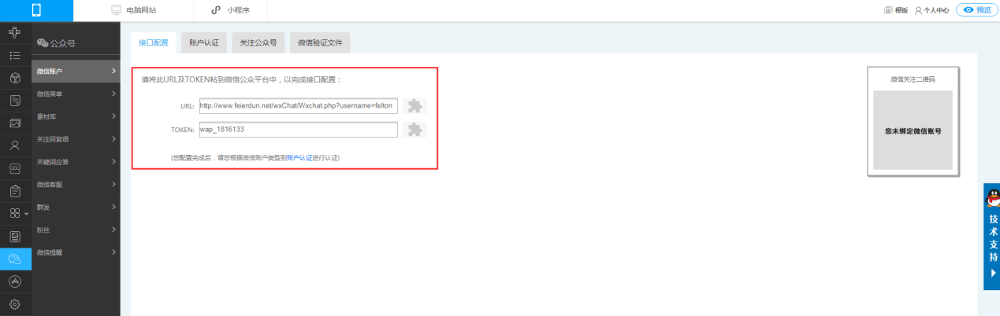 电脑网站
小程序
模板
个人中心
预览
公众号
微信账户
微信菜单
素材库
关注回复语
关键词应答
微信客服
群发
粉丝
微信提醒
接口配置
账户认证
关注公众号
微信验证文件
请将此URL及TOKEN粘到微信公众平台中，以完成接口配置：
URL: http://www.feierdun.net/wxChat/Wxchat.php?username=felton
TOKEN: wap_1816133
(您配置完成后，请您根据微信账户类型到账户认证进行认证)
微信关注二维码
您未绑定微信账号
技术支持